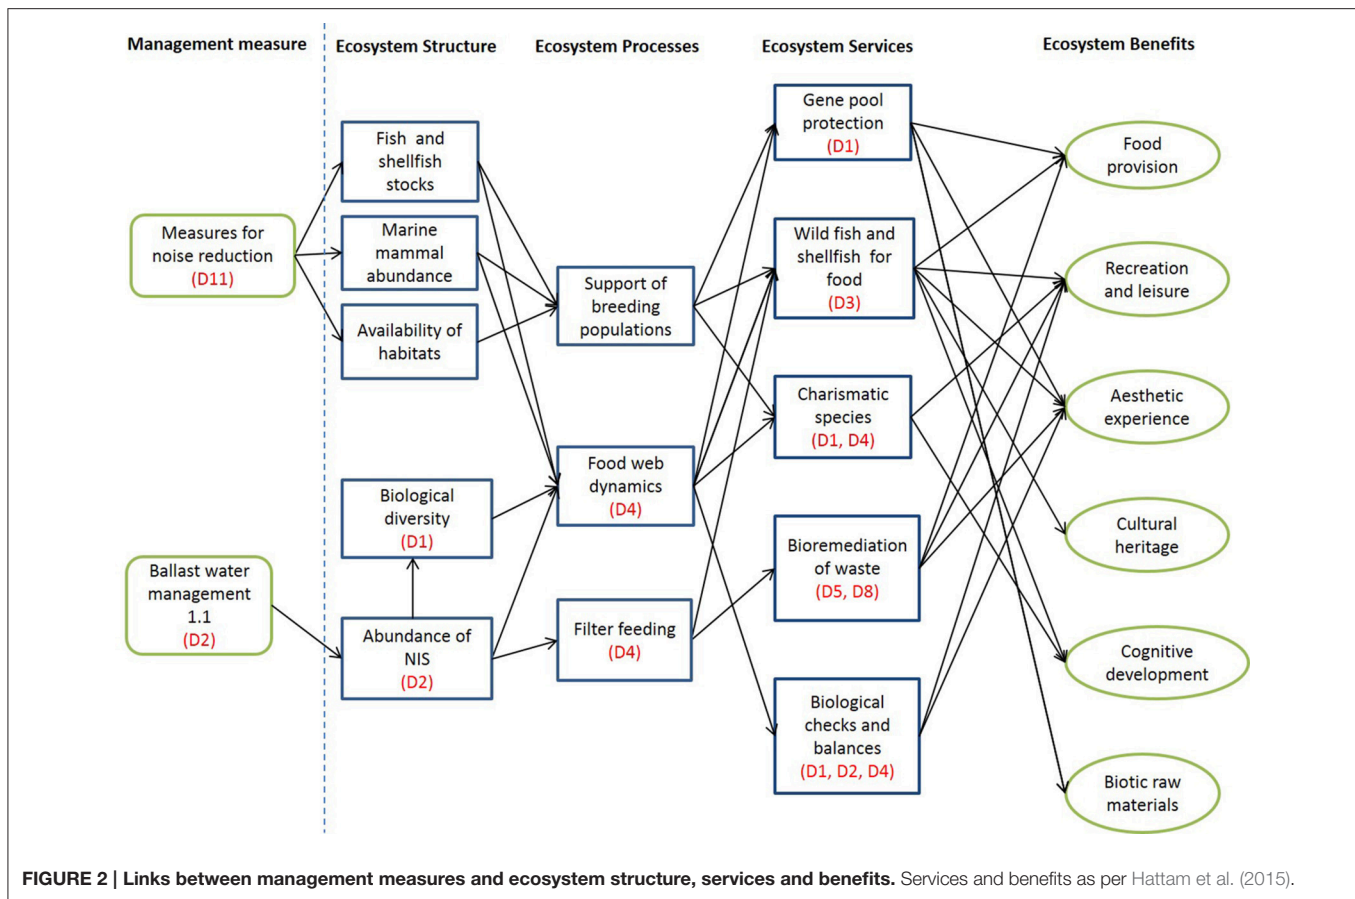 Management measure
Ecosystem Structure
Ecosystem Processes
Ecosystem Services
Ecosystem Benefits
Measures for
noise reduction
(D11)
Ballast water
management
1.1
(D2)
Fish and
shellfish
stocks
Marine
mammal
abundance
Availability of
habitats
Biological
diversity
(D1)
Abundance of
NIS
(D2)
Support of
breeding
populations
Food web
dynamics
(D4)
Filter feeding
(D4)
Gene pool
protection
(D1)
Wild fish and
shellfish for
food
(D3)
Charismatic
species
(D1, D4)
Bioremediation
of waste
(D5, D8)
Biological
checks and
balances
(D1, D2, D4)
Food
provision
Recreation
and leisure
Aesthetic
experience
Cultural
heritage
Cognitive
development
Biotic raw
materials
FIGURE 2 | Links between management measures and ecosystem structure, services and benefits. Services and benefits as per Hattam et al. (2015).